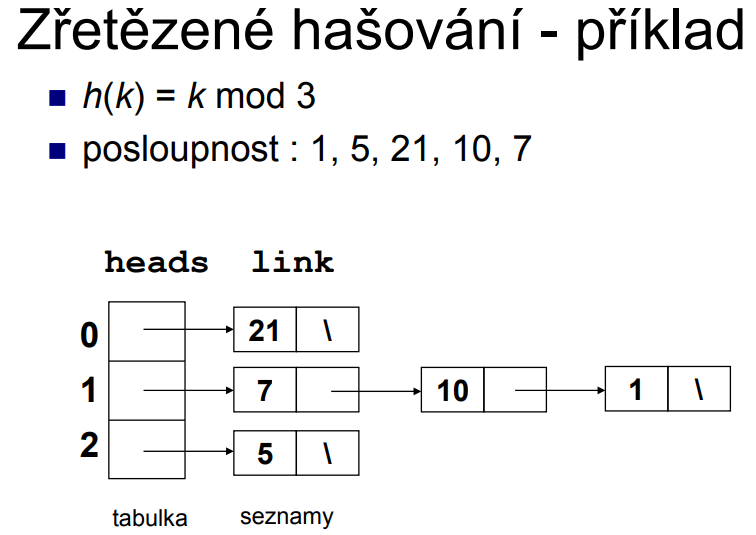 Zřetězené hašování - příklad
h(k) = k mod 3
posloupnost : 1, 5, 21, 10, 7
heads link
0 21 \
1 7 10 1 \
2 5 \
tabulka seznamy